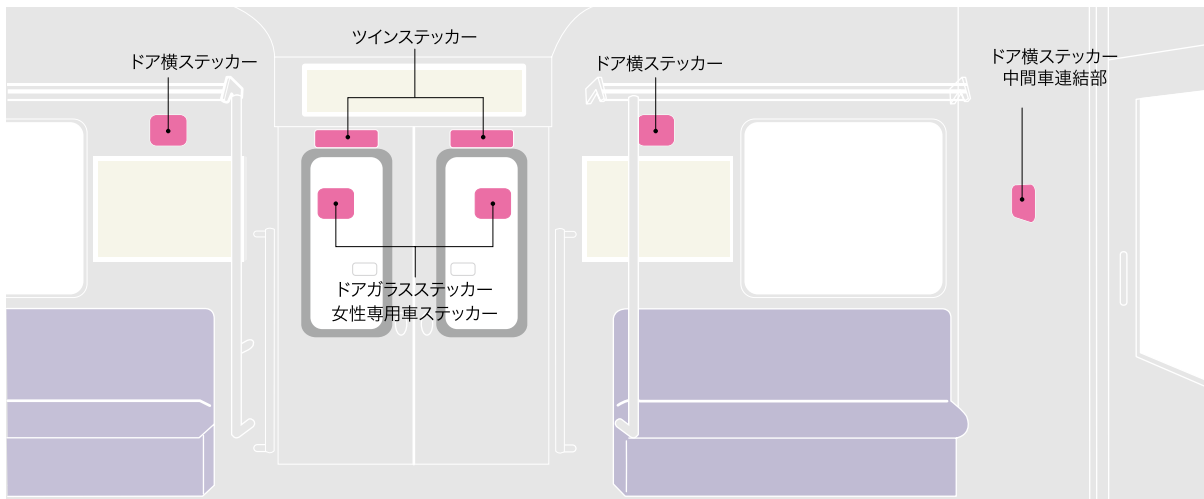 ツインステッカー
ドア横ステッカー
ドア横ステッカー
ドア横ステッカー
中間車連結部
ドアガラスステッカー
女性専用車ステッカー